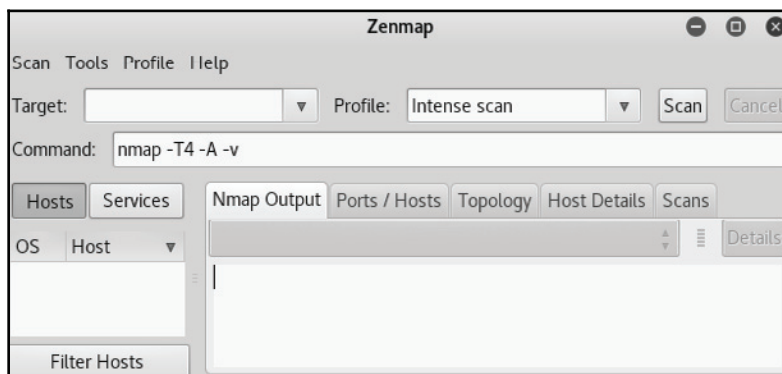 Zenmap
Scan Tools Profile Help
Target: Profile: Intense scan Scan Cancel
Command: nmap -T4 -A -v
Hosts Services Nmap Output Ports / Hosts Topology Host Details Scans
OS Host Details
Filter Hosts